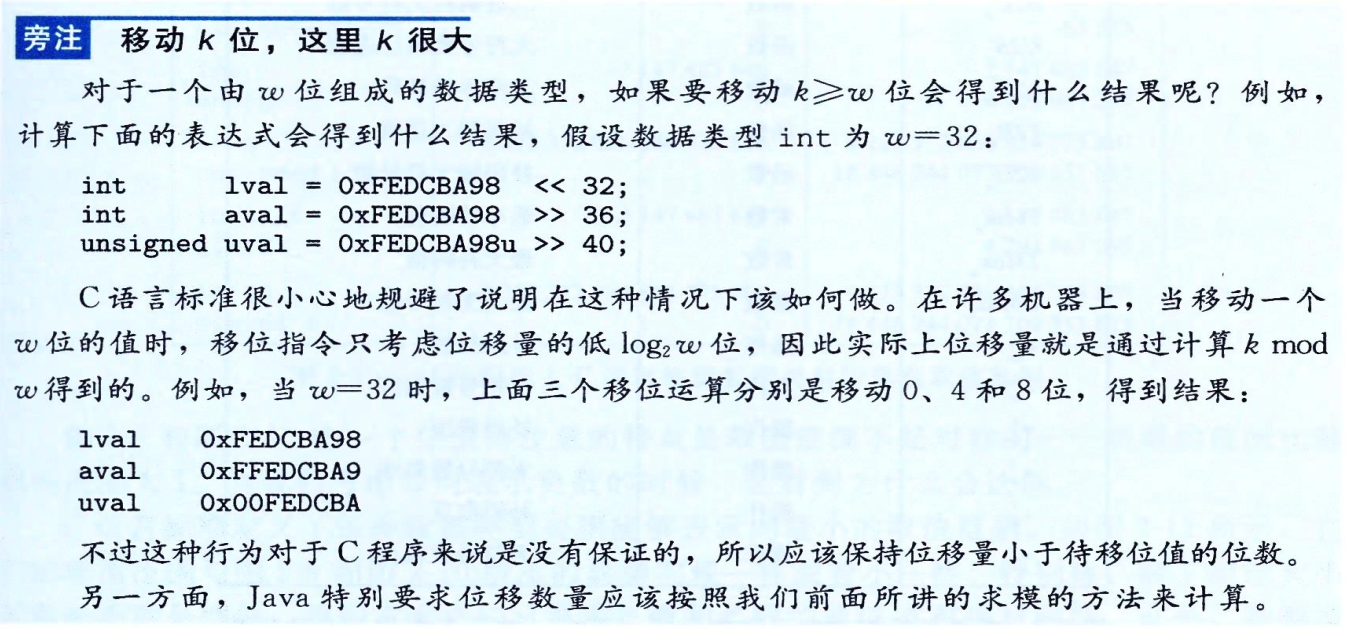 旁注 移动 k 位，这里 k 很大
对于一个由 w 位组成的数据类型，如果要移动 k≥w 位会得到什么结果呢？例如，
计算下面的表达式会得到什么结果，假设数据类型 int 为 w=32：
int lval = 0xFEDCBA98 << 32;
int aval = 0xFEDCBA98 >> 36;
unsigned uval = 0xFEDCBA98u >> 40;
C 语言标准很小心地规避了说明在这种情况下该如何做。在许多机器上，当移动一个
w 位的值时，移位指令只考虑位移量的低 log₂w 位，因此实际上位移量就是通过计算 k mod
w 得到的。例如，当 w=32 时，上面三个移位运算分别是移动 0、4 和 8 位，得到结果：
lval 0xFEDCBA98
aval 0xFFEDCBA9
uval 0x00FEDCBA
不过这种行为对于 C 程序来说是没有保证的，所以应该保持位移量小于待移位值的位数。
另一方面，Java 特别要求位移数量应该按照我们前面所讲的求模的方法来计算。